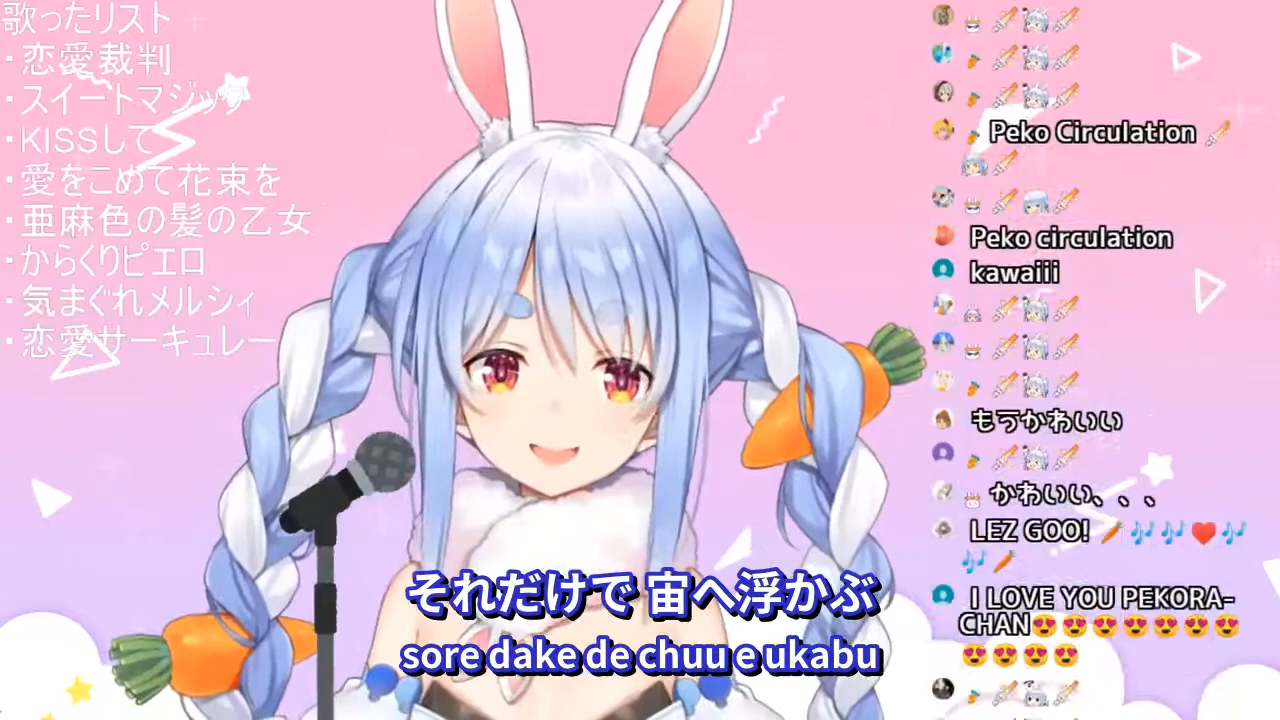 歌ったリスト
・恋愛裁判
・スイートマジック
・KISSして
・愛をこめて花束を
・亜麻色の髪の乙女
・からくりピエロ
・気まぐれメルシィ
・恋愛サーキュレー
Peko Circulation
Peko circulation
kawaiii
もうかわいい
かわいい、、、
LEZ GOO!
I LOVE YOU PEKORA-
CHAN
それだけで 宙へ浮かぶ
sore dake de chuu e ukabu